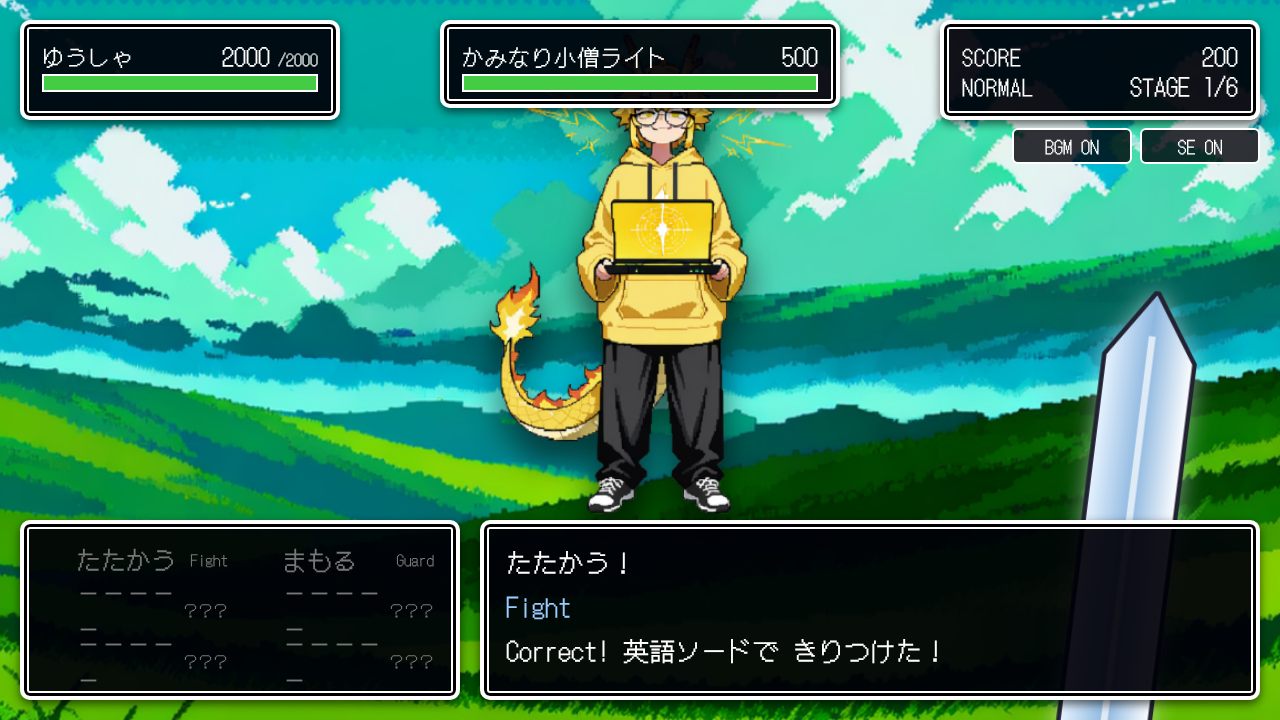 ゆうしゃ 2000 /2000
かみなり小僧ライト 500
SCORE 200
NORMAL STAGE 1/6
BGM ON SE ON
たたかう Fight まもる Guard
ーーーーー ??? ーーーーー ???
ーーーーー ??? ーーーーー ???
たたかう！
Fight
Correct! 英語ソードで きりつけた！